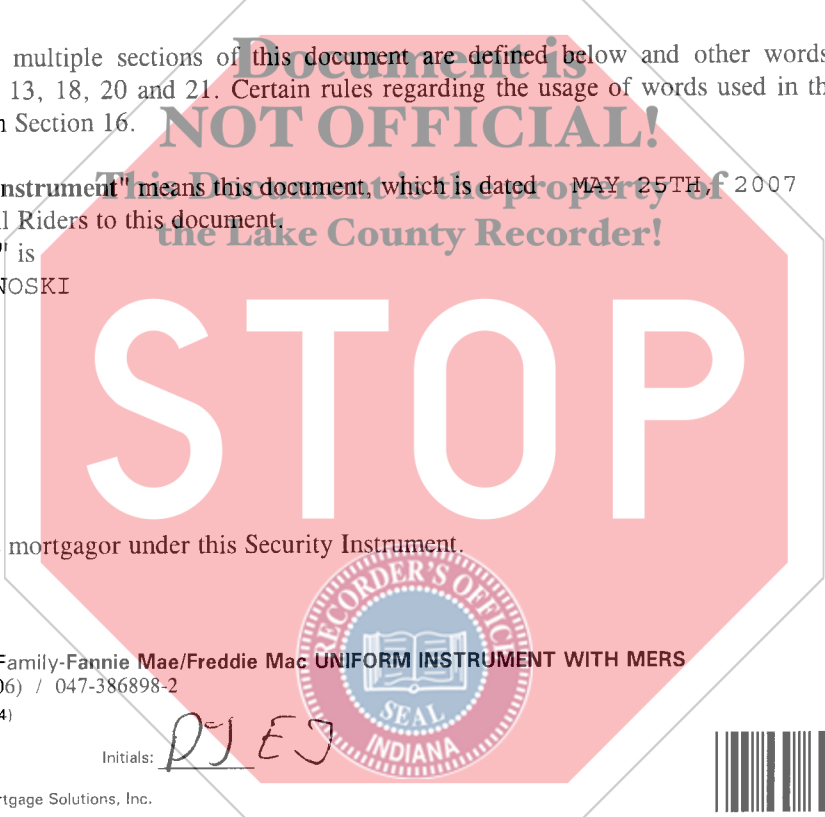 multiple sections of this document are defined below and other words
13, 18, 20 and 21. Certain rules regarding the usage of words used in th
n Section 16.
Document is
NOT OFFICIAL!
This Document is the property of
the Lake County Recorder!
nstrument" means this document, which is dated MAY 25TH, 2007
l Riders to this document.
" is
NOSKI
STOP
mortgagor under this Security Instrument.
RECORDER'S OFFICE
SEAL
INDIANA
Family-Fannie Mae/Freddie Mac UNIFORM INSTRUMENT WITH MERS
06) / 047-386898-2
4)
Initials: DJ EJ
rtgage Solutions, Inc.